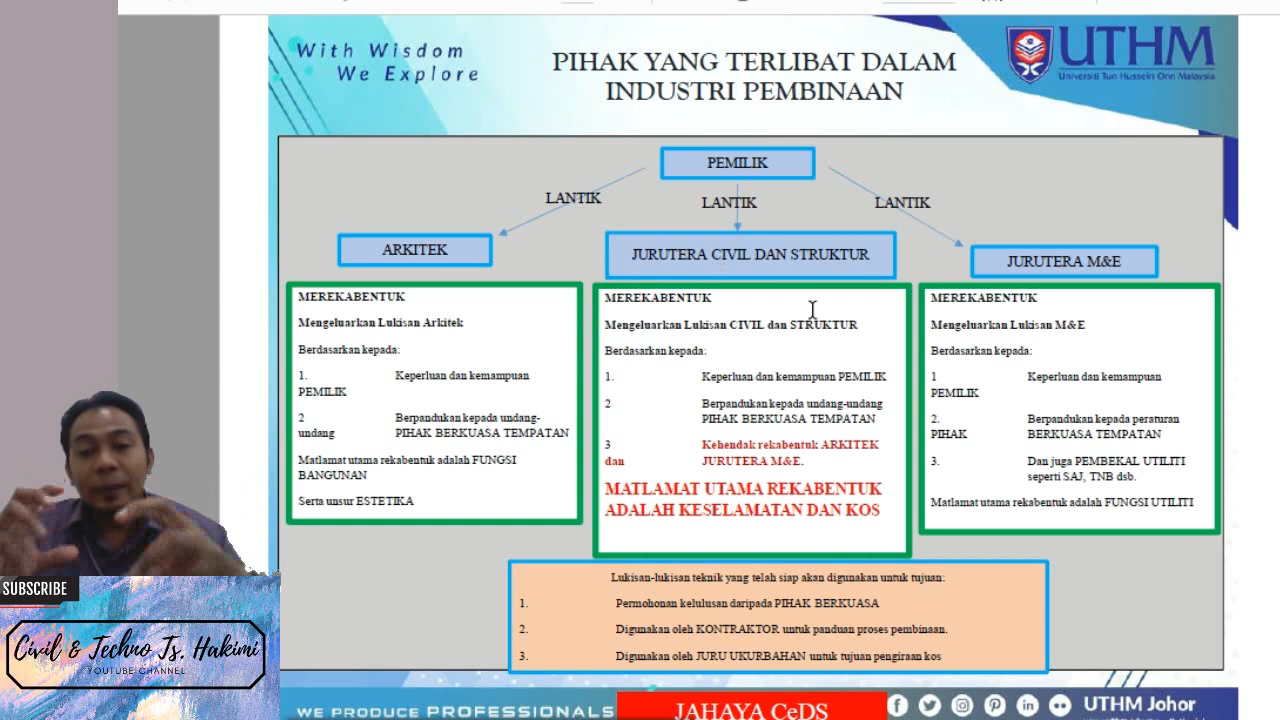 With Wisdom
We Explore
PIHAK YANG TERLIBAT DALAM
INDUSTRI PEMBINAAN
UTHM
Universiti Tun Hussein Onn Malaysia
PEMILIK
LANTIK
LANTIK
LANTIK
ARKITEK
JURUTERA CIVIL DAN STRUKTUR
JURUTERA M&E
MEREKABENTUK
Mengeluarkan Lukisan Arkitek
Berdasarkan kepada:
1. Keperluan dan kemampuan
PEMILIK
2 Berpandukan kepada undang-
undang PIHAK BERKUASA TEMPATAN
Matlamat utama rekabentuk adalah FUNGSI
BANGUNAN
Serta unsur ESTETIKA
MEREKABENTUK
Mengeluarkan Lukisan CIVIL dan STRUKTUR
Berdasarkan kepada:
1. Keperluan dan kemampuan PEMILIK
2 Berpandukan kepada undang-undang
PIHAK BERKUASA TEMPATAN
3 Kehendak rekabentuk ARKITEK
dan JURUTERA M&E.
MATLAMAT UTAMA REKABENTUK
ADALAH KESELAMATAN DAN KOS
MEREKABENTUK
Mengeluarkan Lukisan M&E
Berdasarkan kepada:
1 Keperluan dan kemampuan
PEMILIK
2. Berpandukan kepada peraturan
PIHAK BERKUASA TEMPATAN
3. Dan juga PEMBEKAL UTILITI
seperti SAJ, TNB dsb.
Matlamat utama rekabentuk adalah FUNGSI UTILITI
Lukisan-lukisan teknik yang telah siap akan digunakan untuk tujuan:
1. Permohonan kelulusan daripada PIHAK BERKUASA
2. Digunakan oleh KONTRAKTOR untuk panduan proses pembinaan.
3. Digunakan oleh JURU UKURBAHAN untuk tujuan pengiraan kos
SUBSCRIBE
Civil & Techno Ts. Hakimi
YOUTUBE CHANNEL
WE PRODUCE PROFESSIONALS
JAHAYA CeDS
UTHM Johor